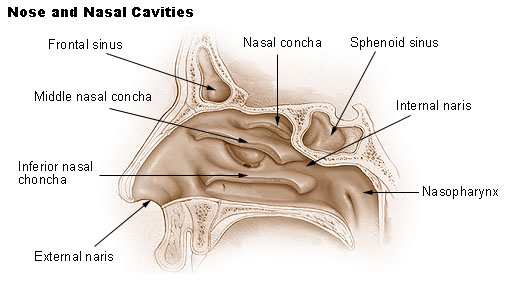 Nose and Nasal Cavities
Frontal sinus
Nasal concha
Sphenoid sinus
Middle nasal concha
Internal naris
Inferior nasal
choncha
Nasopharynx
External naris